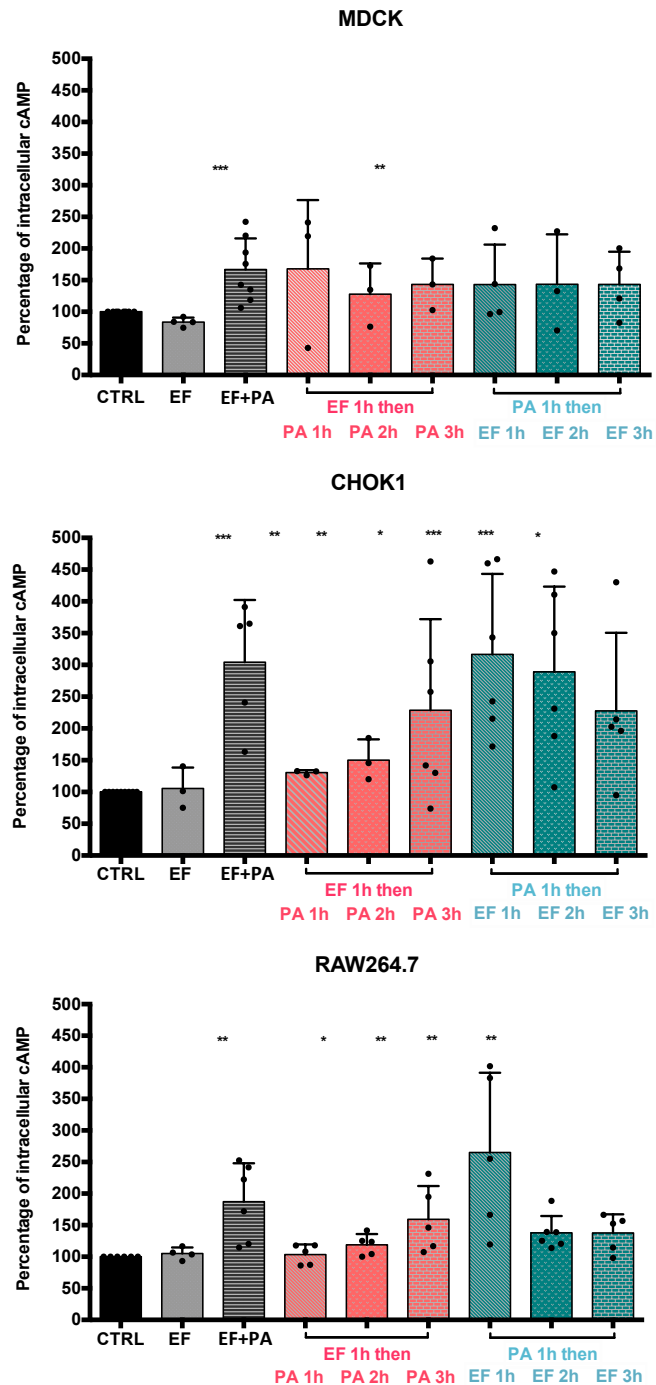 MDCK
Percentage of intracellular cAMP
500
450
400
350
300
250
200
150
100
50
0
*** **
CTRL EF EF+PA
EF 1h then PA 1h then
PA 1h PA 2h PA 3h EF 1h EF 2h EF 3h
CHOK1
Percentage of intracellular cAMP
500
450
400
350
300
250
200
150
100
50
0
*** ** ** * *** *** *
CTRL EF EF+PA
EF 1h then PA 1h then
PA 1h PA 2h PA 3h EF 1h EF 2h EF 3h
RAW264.7
Percentage of intracellular cAMP
500
450
400
350
300
250
200
150
100
50
0
** * ** ** **
CTRL EF EF+PA
EF 1h then PA 1h then
PA 1h PA 2h PA 3h EF 1h EF 2h EF 3h